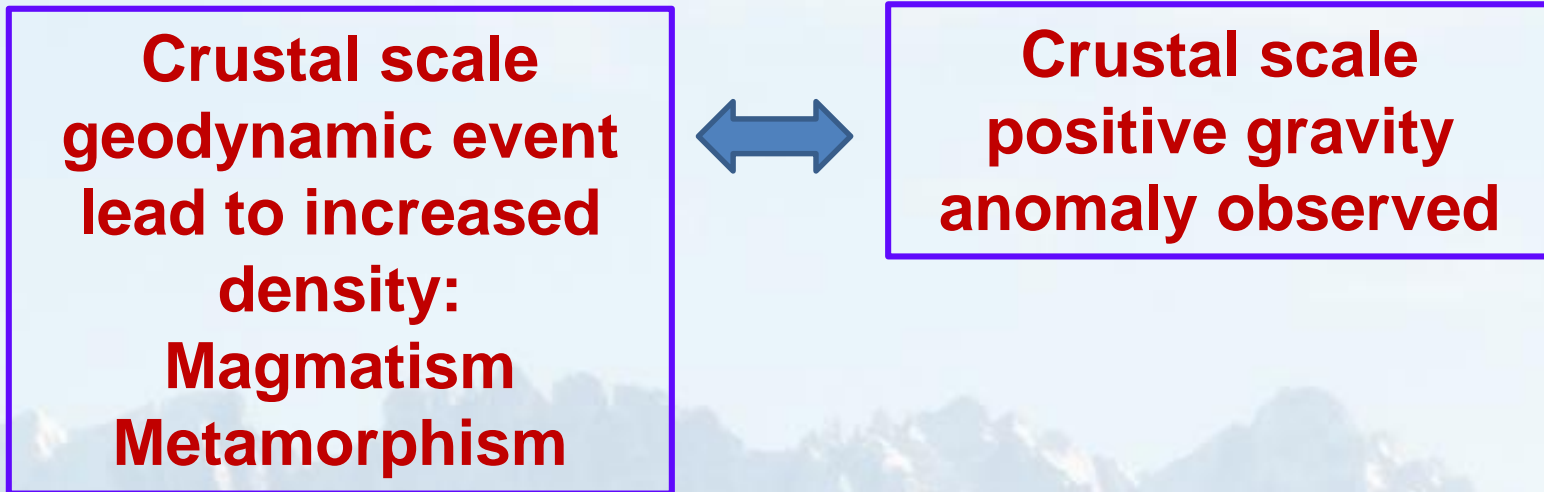 Crustal scale
geodynamic event
lead to increased
density:
Magmatism
Metamorphism
Crustal scale
positive gravity
anomaly observed